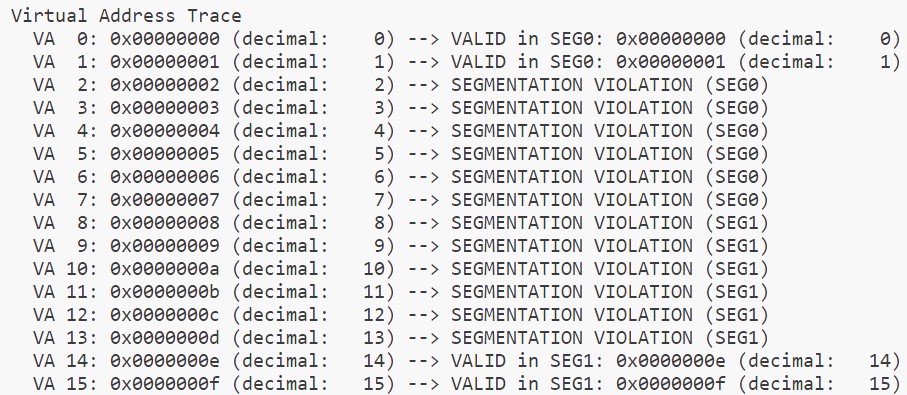 Virtual Address Trace
  VA  0: 0x00000000 (decimal:    0) --> VALID in SEG0: 0x00000000 (decimal:    0)
  VA  1: 0x00000001 (decimal:    1) --> VALID in SEG0: 0x00000001 (decimal:    1)
  VA  2: 0x00000002 (decimal:    2) --> SEGMENTATION VIOLATION (SEG0)
  VA  3: 0x00000003 (decimal:    3) --> SEGMENTATION VIOLATION (SEG0)
  VA  4: 0x00000004 (decimal:    4) --> SEGMENTATION VIOLATION (SEG0)
  VA  5: 0x00000005 (decimal:    5) --> SEGMENTATION VIOLATION (SEG0)
  VA  6: 0x00000006 (decimal:    6) --> SEGMENTATION VIOLATION (SEG0)
  VA  7: 0x00000007 (decimal:    7) --> SEGMENTATION VIOLATION (SEG0)
  VA  8: 0x00000008 (decimal:    8) --> SEGMENTATION VIOLATION (SEG1)
  VA  9: 0x00000009 (decimal:    9) --> SEGMENTATION VIOLATION (SEG1)
  VA 10: 0x0000000a (decimal:   10) --> SEGMENTATION VIOLATION (SEG1)
  VA 11: 0x0000000b (decimal:   11) --> SEGMENTATION VIOLATION (SEG1)
  VA 12: 0x0000000c (decimal:   12) --> SEGMENTATION VIOLATION (SEG1)
  VA 13: 0x0000000d (decimal:   13) --> SEGMENTATION VIOLATION (SEG1)
  VA 14: 0x0000000e (decimal:   14) --> VALID in SEG1: 0x0000000e (decimal:   14)
  VA 15: 0x0000000f (decimal:   15) --> VALID in SEG1: 0x0000000f (decimal:   15)